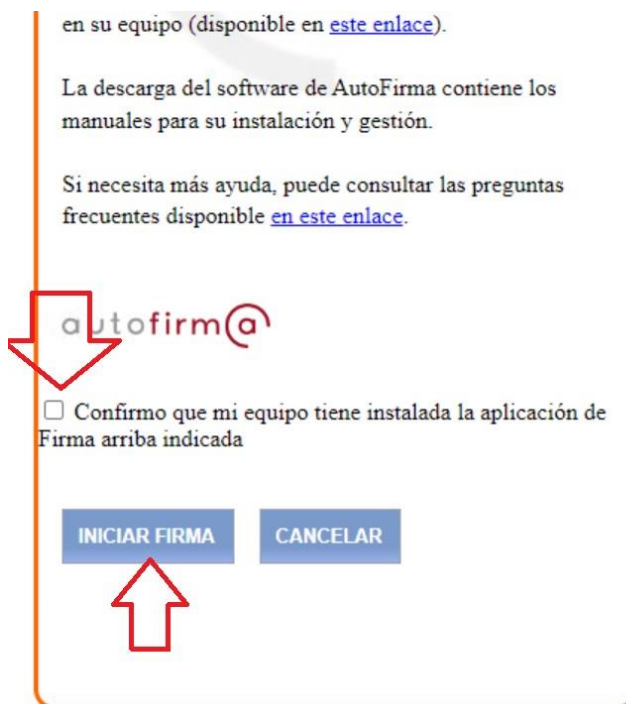 en su equipo (disponible en este enlace).
La descarga del software de AutoFirma contiene los
manuales para su instalación y gestión.
Si necesita más ayuda, puede consultar las preguntas
frecuentes disponible en este enlace.
autofirm@
Confirmo que mi equipo tiene instalada la aplicación de
Firma arriba indicada
INICIAR FIRMA CANCELAR